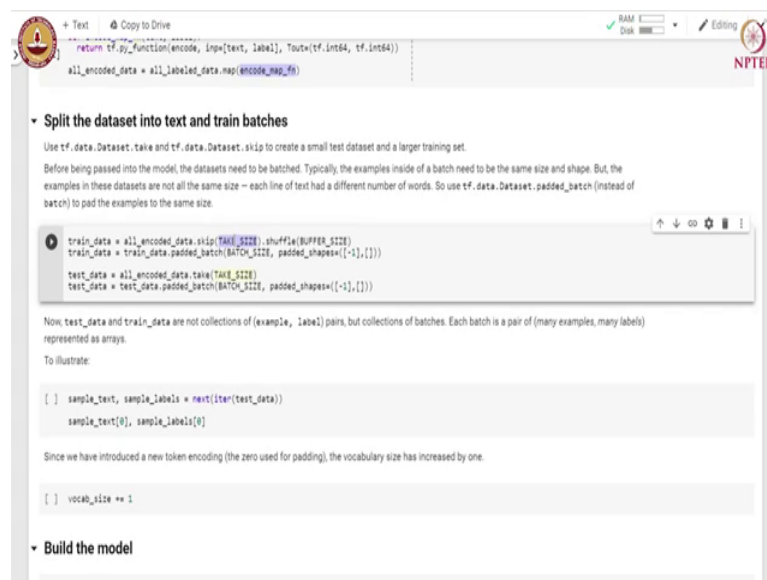 + Text Copy to Drive RAM Disk Editing
NPTEL
return tf.py_function(encode, inp=[text, label], Tout=(tf.int64, tf.int64))
all_encoded_data = all_labeled_data.map(encode_map_fn)
Split the dataset into text and train batches
Use tf.data.Dataset.take and tf.data.Dataset.skip to create a small test dataset and a larger training set.
Before being passed into the model, the datasets need to be batched. Typically, the examples inside of a batch need to be the same size and shape. But, the
examples in these datasets are not all the same size — each line of text had a different number of words. So use tf.data.Dataset.padded_batch (instead of
batch) to pad the examples to the same size.
train_data = all_encoded_data.skip(TAKE_SIZE).shuffle(BUFFER_SIZE)
train_data = train_data.padded_batch(BATCH_SIZE, padded_shapes=([-1],[]))
test_data = all_encoded_data.take(TAKE_SIZE)
test_data = test_data.padded_batch(BATCH_SIZE, padded_shapes=([-1],[]))
Now, test_data and train_data are not collections of (example, label) pairs, but collections of batches. Each batch is a pair of (many examples, many labels)
represented as arrays.
To illustrate:
[ ] sample_text, sample_labels = next(iter(test_data))
sample_text[0], sample_labels[0]
Since we have introduced a new token encoding (the zero used for padding), the vocabulary size has increased by one.
[ ] vocab_size += 1
Build the model